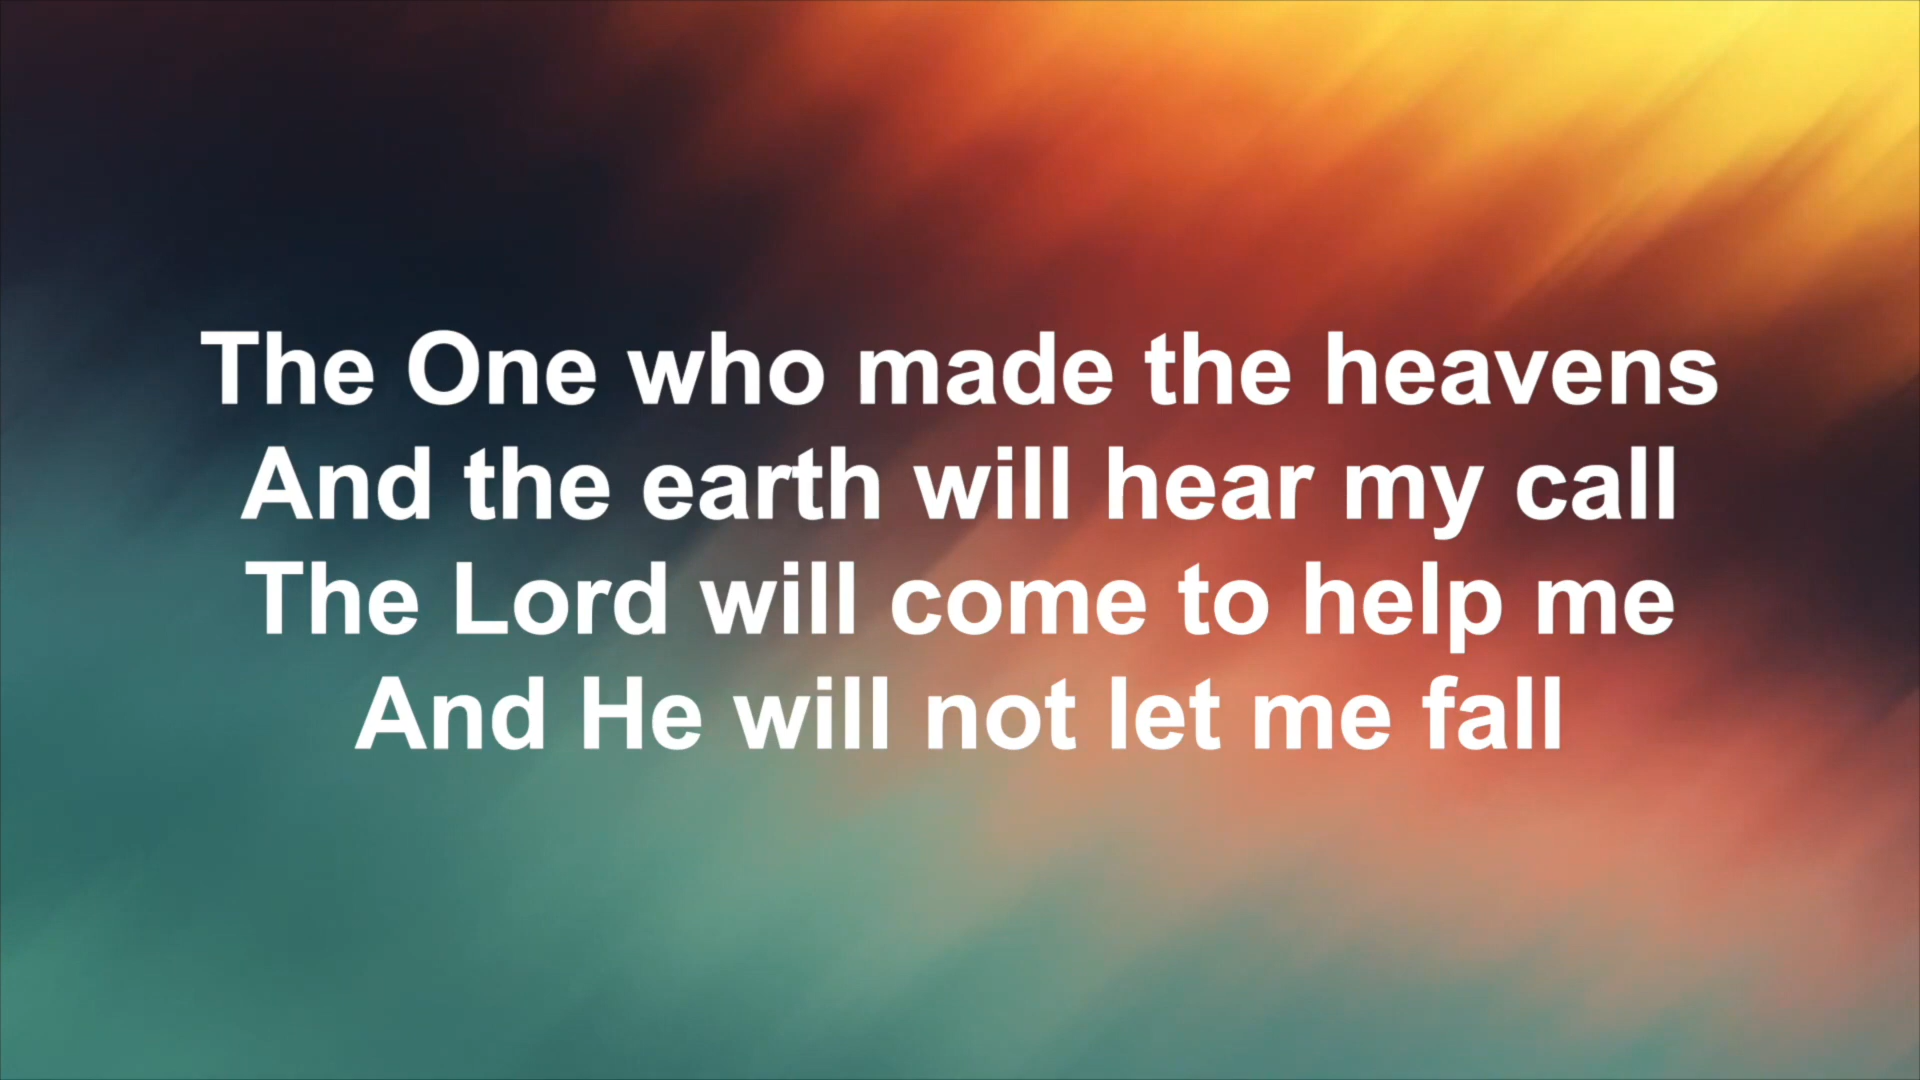 The One who made the heavens
And the earth will hear my call
The Lord will come to help me
And He will not let me fall